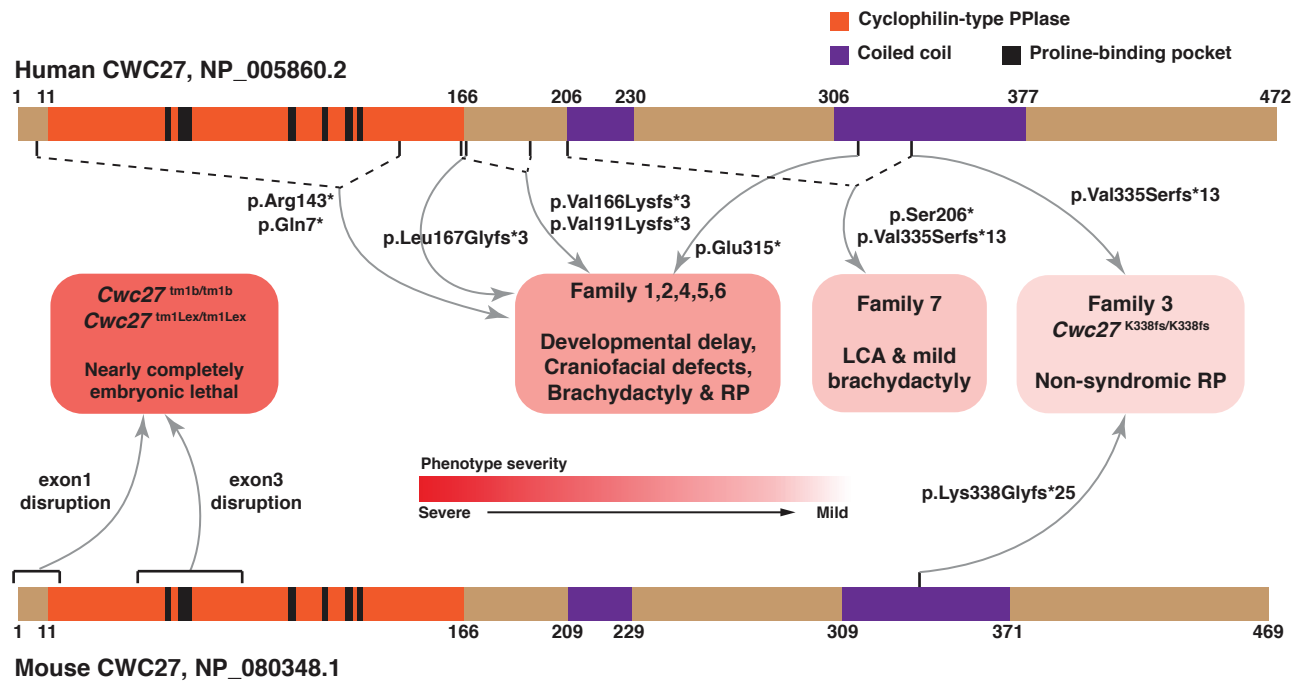 Cyclophilin-type PPIase
Coiled coil
Proline-binding pocket
Human CWC27, NP_005860.2
1 11 166 206 230 306 377 472
p.Arg143*
p.Gln7*
p.Leu167Glyfs*3
p.Val166Lysfs*3
p.Val191Lysfs*3
p.Glu315*
p.Ser206*
p.Val335Serfs*13
p.Val335Serfs*13
Cwc27 tm1b/tm1b
Cwc27 tm1Lex/tm1Lex
Nearly completely
embryonic lethal
Family 1,2,4,5,6
Developmental delay,
Craniofacial defects,
Brachydactyly & RP
Family 7
LCA & mild
brachydactyly
Family 3
Cwc27 K338fs/K338fs
Non-syndromic RP
exon1
disruption
exon3
disruption
Phenotype severity
Severe
Mild
p.Lys338Glyfs*25
1 11 166 209 229 309 371 469
Mouse CWC27, NP_080348.1